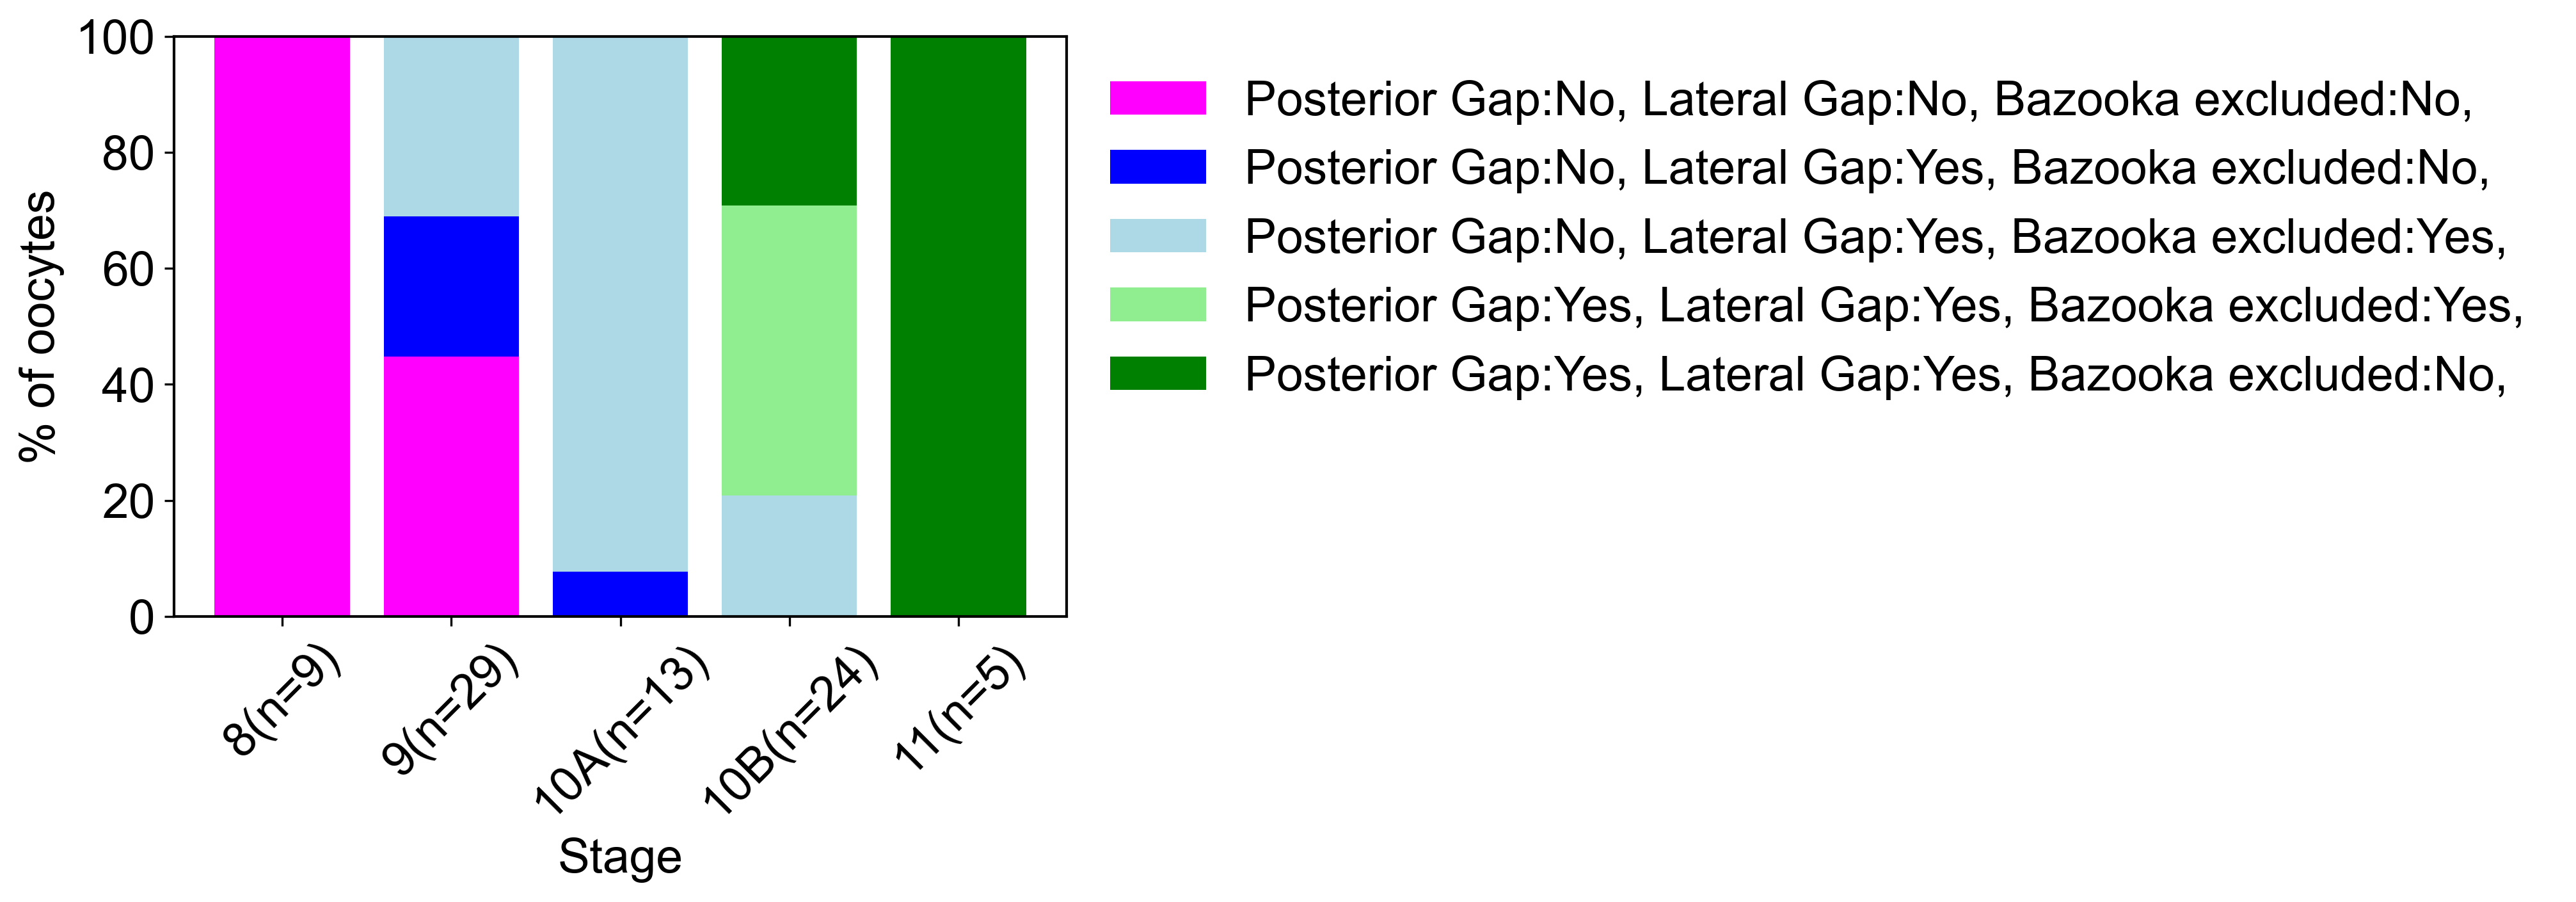 % of oocytes
100
80
60
40
20
0
8(n=9)
9(n=29)
10A(n=13)
10B(n=24)
11(n=5)
Stage
Posterior Gap:No, Lateral Gap:No, Bazooka excluded:No,
Posterior Gap:No, Lateral Gap:Yes, Bazooka excluded:No,
Posterior Gap:No, Lateral Gap:Yes, Bazooka excluded:Yes,
Posterior Gap:Yes, Lateral Gap:Yes, Bazooka excluded:Yes,
Posterior Gap:Yes, Lateral Gap:Yes, Bazooka excluded:No,